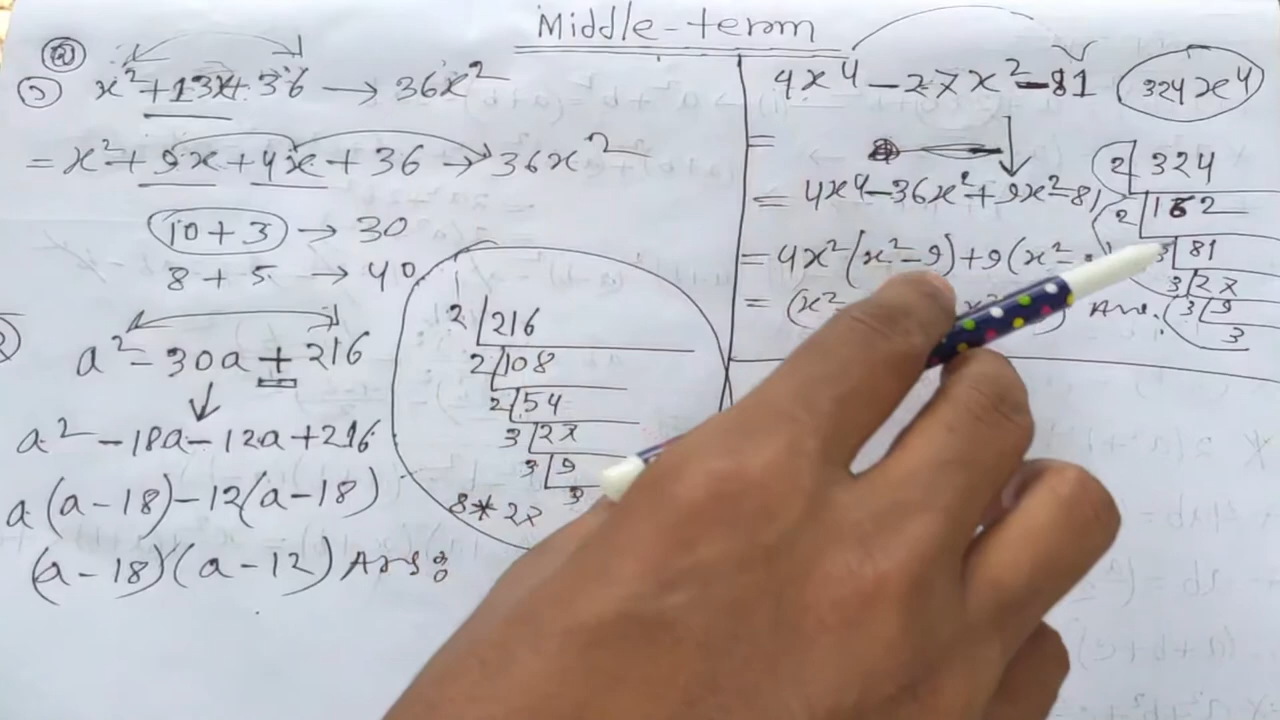 Middle-term
x² + 13x + 36 → 36x²
= x² + 9x + 4x + 36 → 36x²
10 + 3 → 30
8 + 5 → 40
a² - 30a + 216
a² - 18a - 12a + 216
a(a - 18) - 12(a - 18)
(a - 18)(a - 12) Ans:
2 216
2 108
2 54
3 27
3 9
3
8 * 27
4x⁴ - 27x² - 81
324x⁴
=
= 4x⁴ - 36x² + 9x² - 81
= 4x²(x² - 9) + 9(x²
= (x²
Ans.
2 324
2 162
3 81
3 27
3 9
3